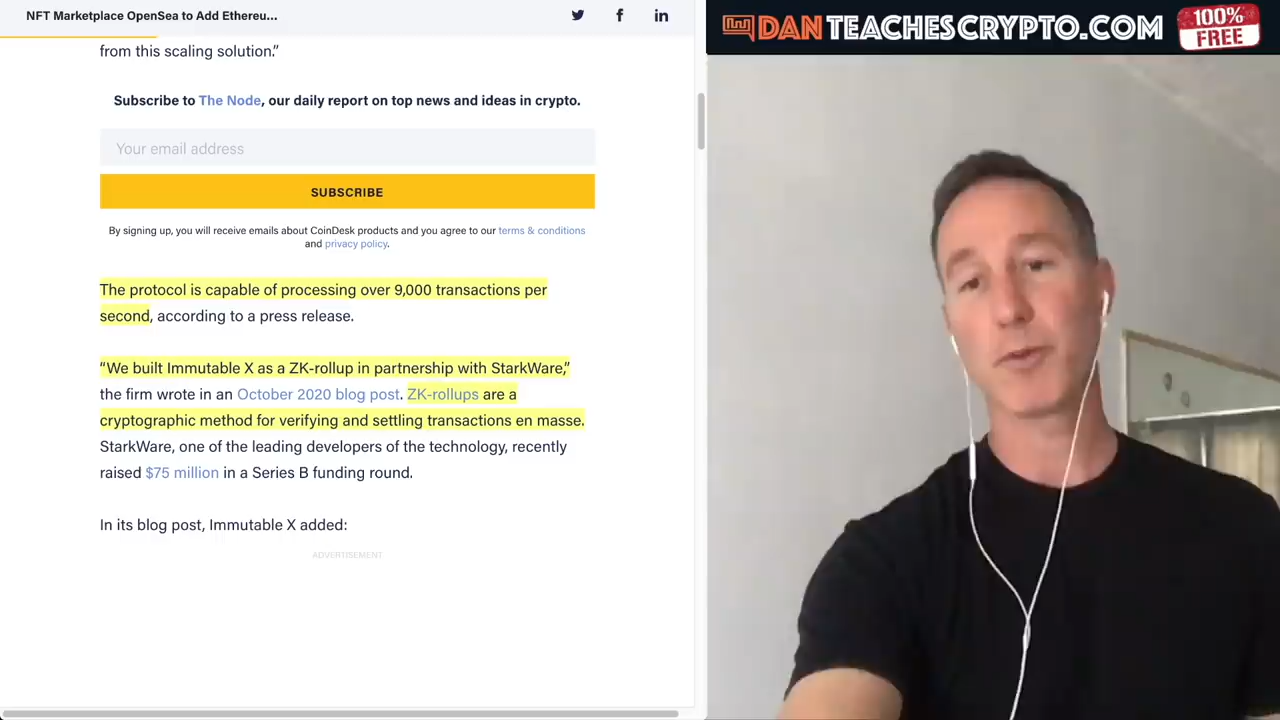 NFT Marketplace OpenSea to Add Ethereu...
DANTEACHESCRYPTO.COM
100%
FREE
from this scaling solution.”
Subscribe to The Node, our daily report on top news and ideas in crypto.
Your email address
SUBSCRIBE
By signing up, you will receive emails about CoinDesk products and you agree to our terms & conditions
and privacy policy.
The protocol is capable of processing over 9,000 transactions per
second, according to a press release.
“We built Immutable X as a ZK-rollup in partnership with StarkWare,”
the firm wrote in an October 2020 blog post. ZK-rollups are a
cryptographic method for verifying and settling transactions en masse.
StarkWare, one of the leading developers of the technology, recently
raised $75 million in a Series B funding round.
In its blog post, Immutable X added:
ADVERTISEMENT